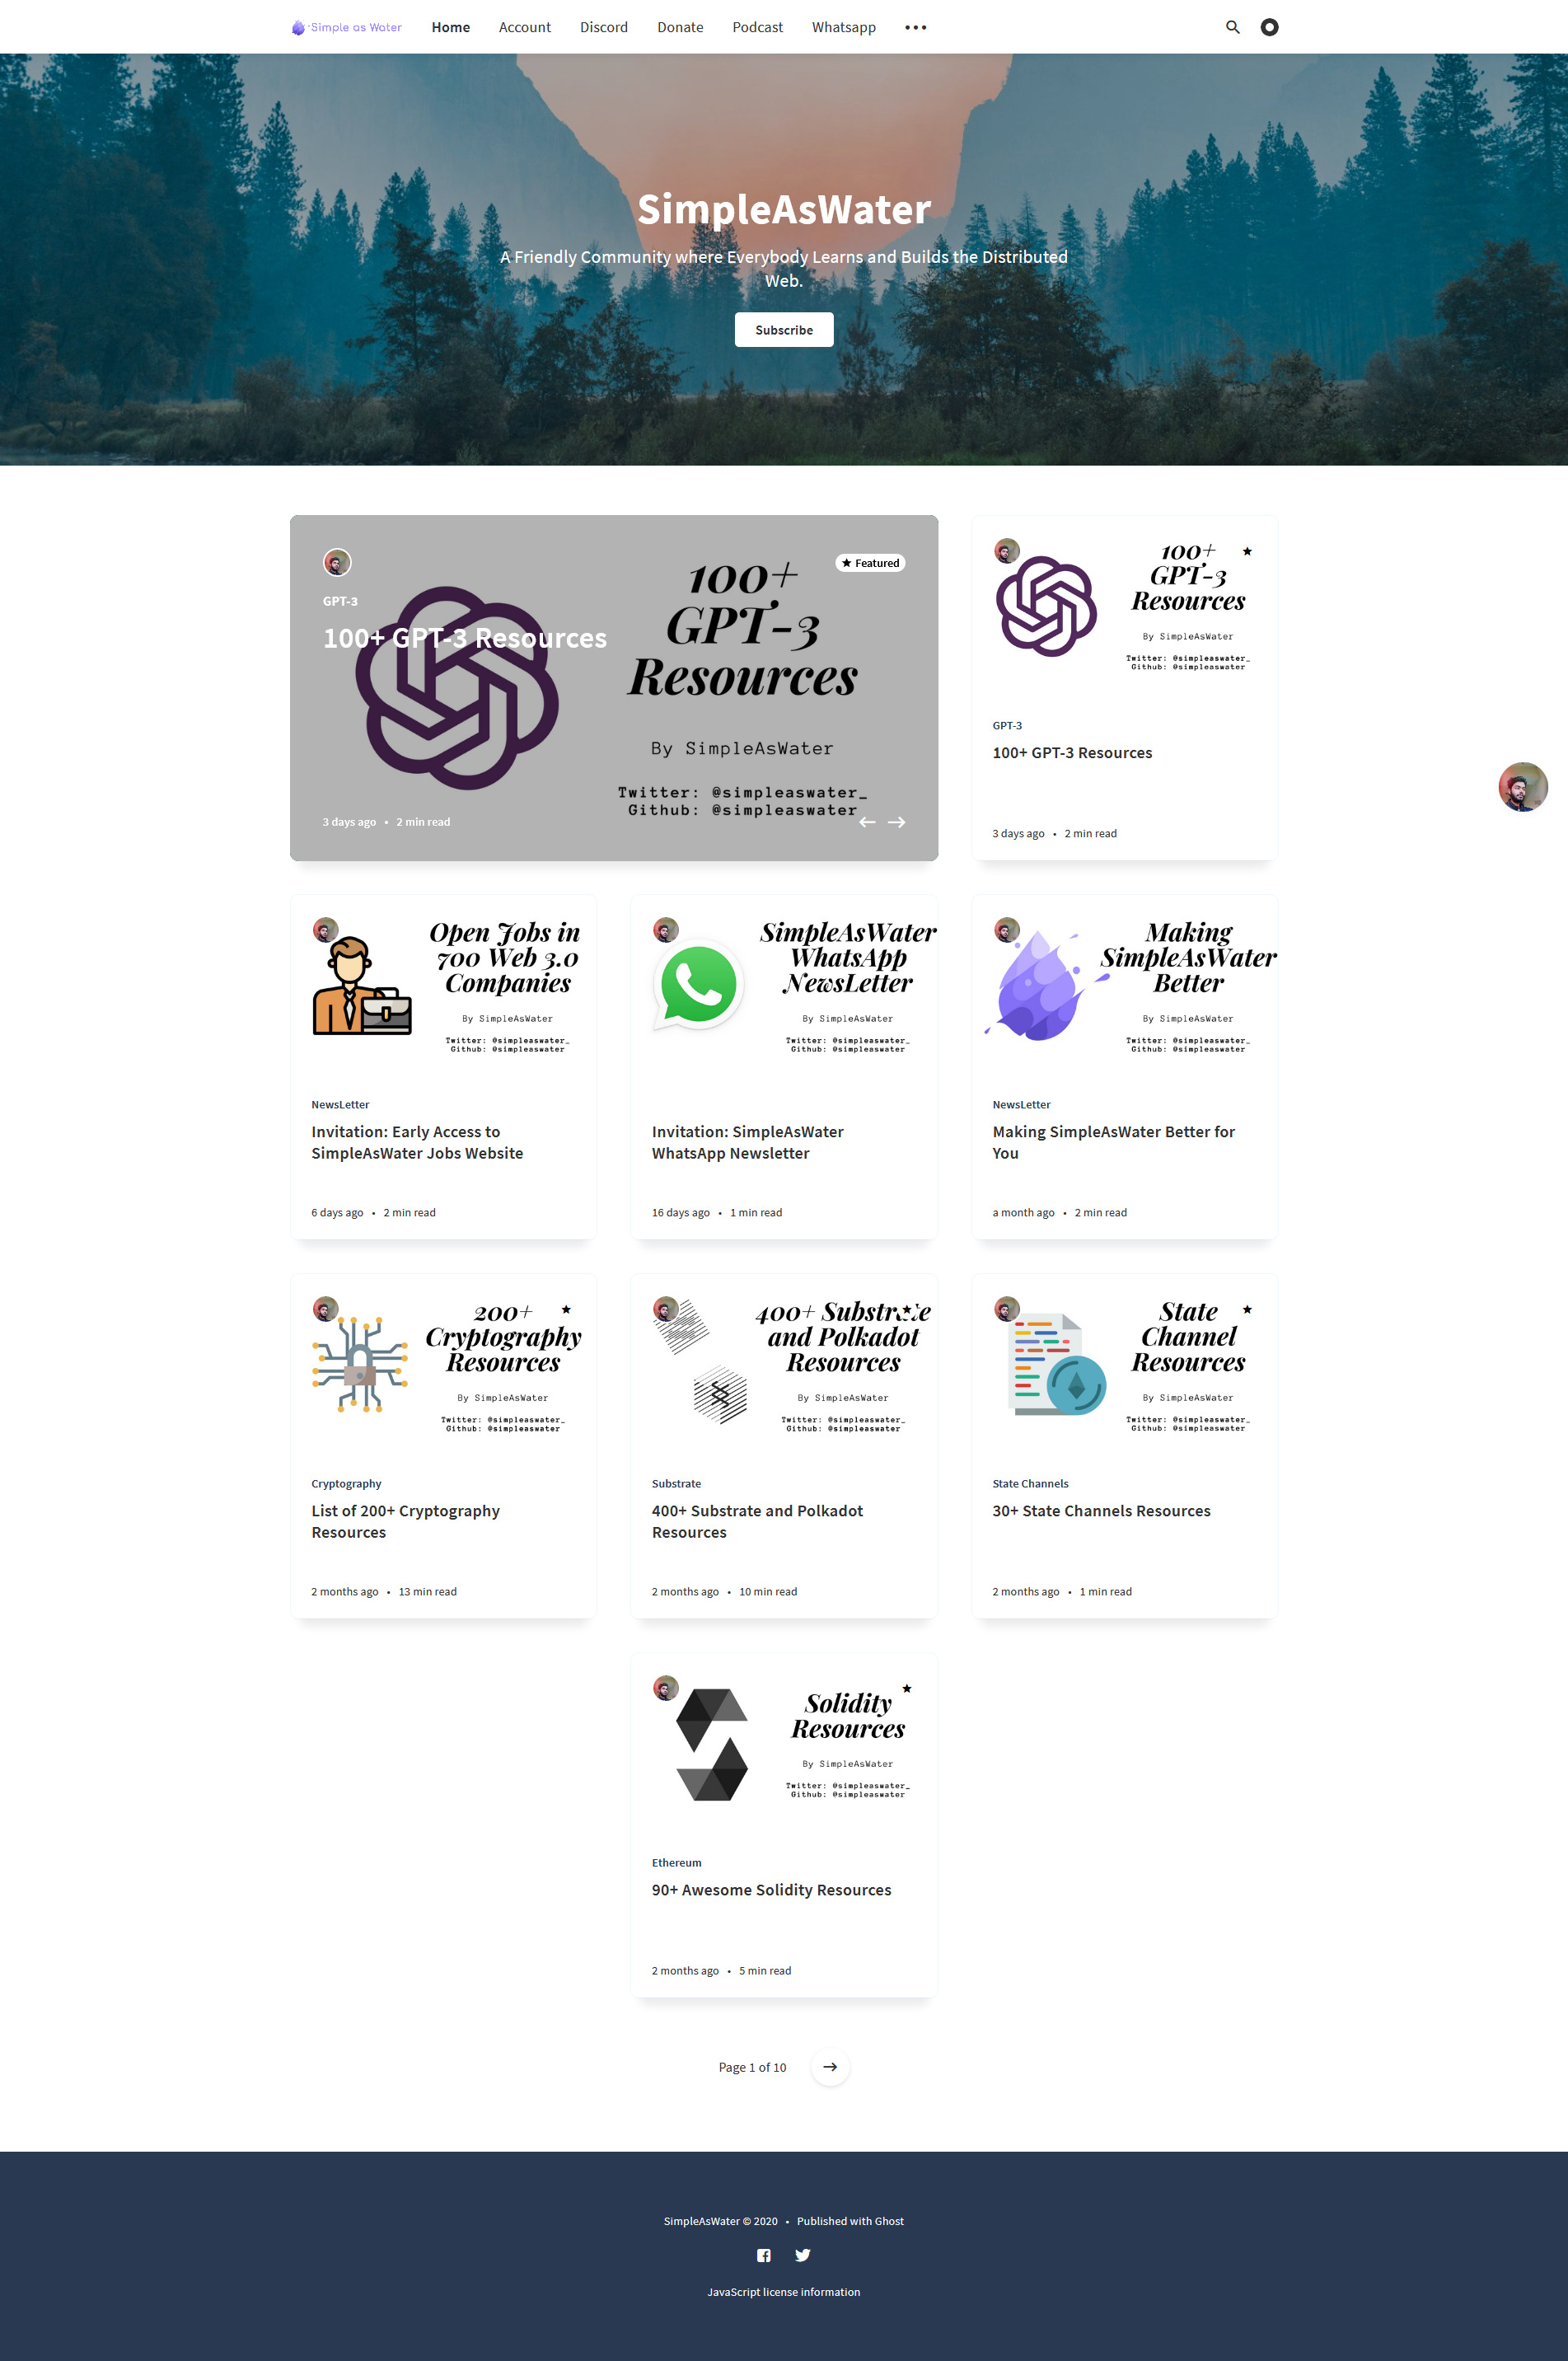 Simple as Water
Home
Account
Discord
Donate
Podcast
Whatsapp
SimpleAsWater
A Friendly Community where Everybody Learns and Builds the Distributed
Web.
Subscribe
Featured
GPT-3
100+ GPT-3 Resources
100+
GPT-3
Resources
By SimpleAsWater
Twitter: @simpleaswater_
Github: @simpleaswater
3 days ago • 2 min read
100+
GPT-3
Resources
By SimpleAsWater
Twitter: @simpleaswater_
Github: @simpleaswater
GPT-3
100+ GPT-3 Resources
3 days ago • 2 min read
Open Jobs in
700 Web 3.0
Companies
By SimpleAsWater
Twitter: @simpleaswater_
Github: @simpleaswater
NewsLetter
Invitation: Early Access to
SimpleAsWater Jobs Website
6 days ago • 2 min read
SimpleAsWater
WhatsApp
NewsLetter
By SimpleAsWater
Twitter: @simpleaswater_
Github: @simpleaswater
Invitation: SimpleAsWater
WhatsApp Newsletter
16 days ago • 1 min read
Making
SimpleAsWater
Better
By SimpleAsWater
Twitter: @simpleaswater_
Github: @simpleaswater
NewsLetter
Making SimpleAsWater Better for
You
a month ago • 2 min read
200+
Cryptography
Resources
By SimpleAsWater
Twitter: @simpleaswater_
Github: @simpleaswater
Cryptography
List of 200+ Cryptography
Resources
2 months ago • 13 min read
400+ Substrate
and Polkadot
Resources
By SimpleAsWater
Twitter: @simpleaswater_
Github: @simpleaswater
Substrate
400+ Substrate and Polkadot
Resources
2 months ago • 10 min read
State
Channel
Resources
By SimpleAsWater
Twitter: @simpleaswater_
Github: @simpleaswater
State Channels
30+ State Channels Resources
2 months ago • 1 min read
Solidity
Resources
By SimpleAsWater
Twitter: @simpleaswater_
Github: @simpleaswater
Ethereum
90+ Awesome Solidity Resources
2 months ago • 5 min read
Page 1 of 10
SimpleAsWater © 2020 • Published with Ghost
JavaScript license information